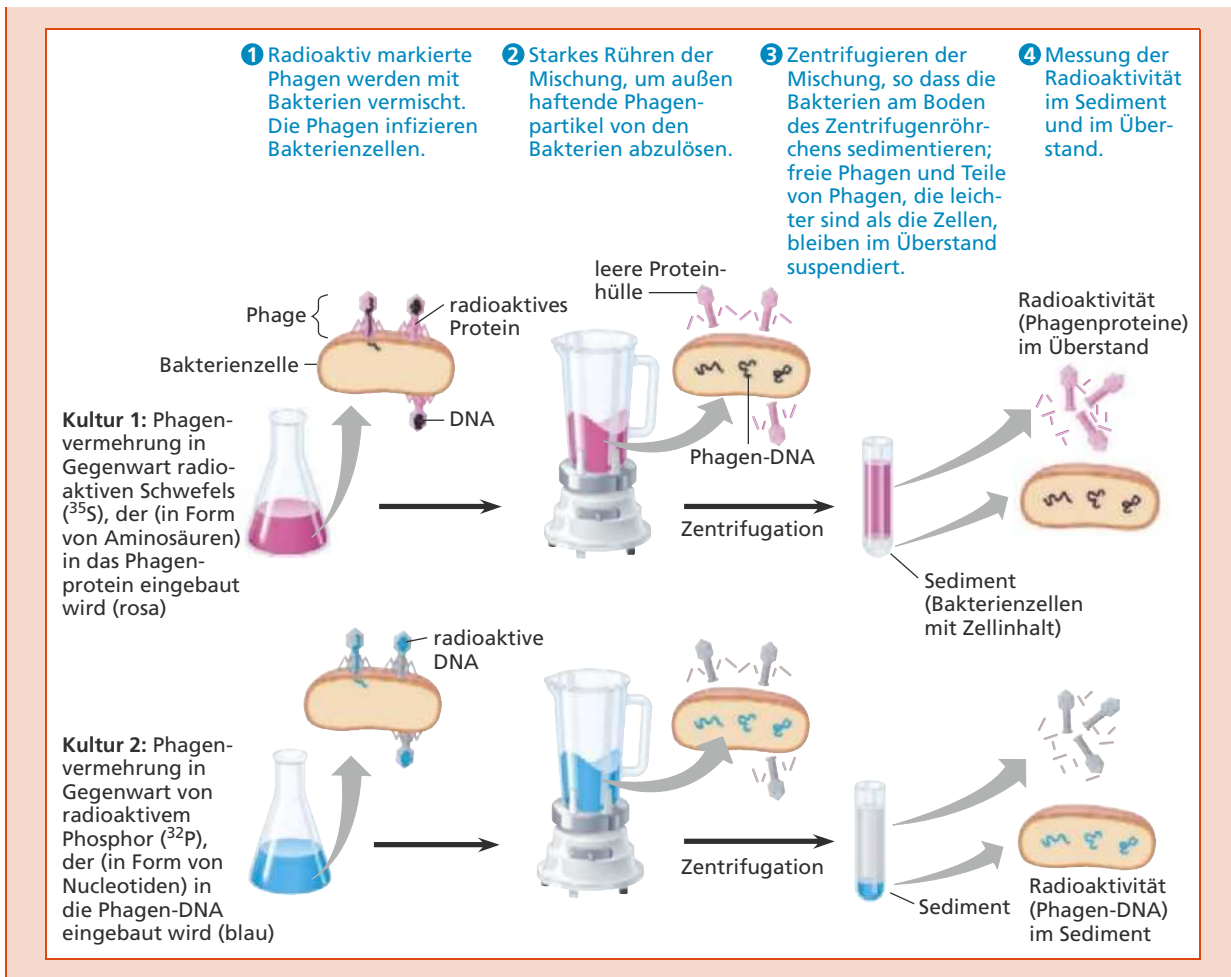 1 Radioaktiv markierte
Phagen werden mit
Bakterien vermischt.
Die Phagen infizieren
Bakterienzellen.
2 Starkes Rühren der
Mischung, um außen
haftende Phagen-
partikel von den
Bakterien abzulösen.
3 Zentrifugieren der
Mischung, so dass die
Bakterien am Boden
des Zentrifugenröhr-
chens sedimentieren;
freie Phagen und Teile
von Phagen, die leich-
ter sind als die Zellen,
bleiben im Überstand
suspendiert.
4 Messung der
Radioaktivität
im Sediment
und im Über-
stand.
Phage
radioaktives
Protein
Bakterienzelle
DNA
leere Protein-
hülle
Phagen-DNA
Radioaktivität
(Phagenproteine)
im Überstand
Kultur 1: Phagen-
vermehrung in
Gegenwart radio-
aktiven Schwefels
(³⁵S), der (in Form
von Aminosäuren)
in das Phagen-
protein eingebaut
wird (rosa)
Zentrifugation
Sediment
(Bakterienzellen
mit Zellinhalt)
radioaktive
DNA
Kultur 2: Phagen-
vermehrung in
Gegenwart von
radioaktivem
Phosphor (³²P),
der (in Form von
Nucleotiden) in
die Phagen-DNA
eingebaut wird (blau)
Zentrifugation
Sediment
Radioaktivität
(Phagen-DNA)
im Sediment